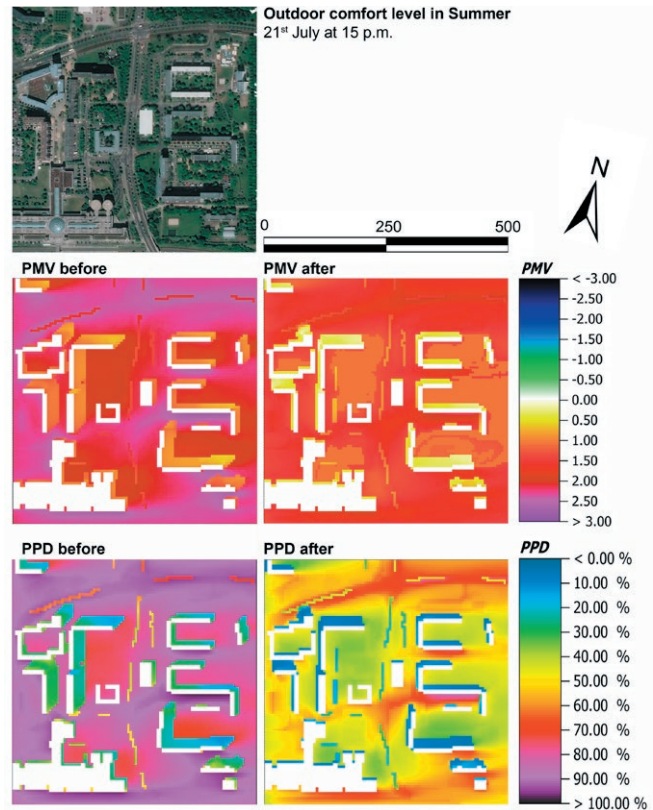 Outdoor comfort level in Summer
21st July at 15 p.m.
N
0 250 500
PMV before
PMV after
PMV
< -3.00
-2.50
-2.00
-1.50
-1.00
-0.50
0.00
0.50
1.00
1.50
2.00
2.50
> 3.00
PPD before
PPD after
PPD
< 0.00 %
10.00 %
20.00 %
30.00 %
40.00 %
50.00 %
60.00 %
70.00 %
80.00 %
90.00 %
> 100.00 %